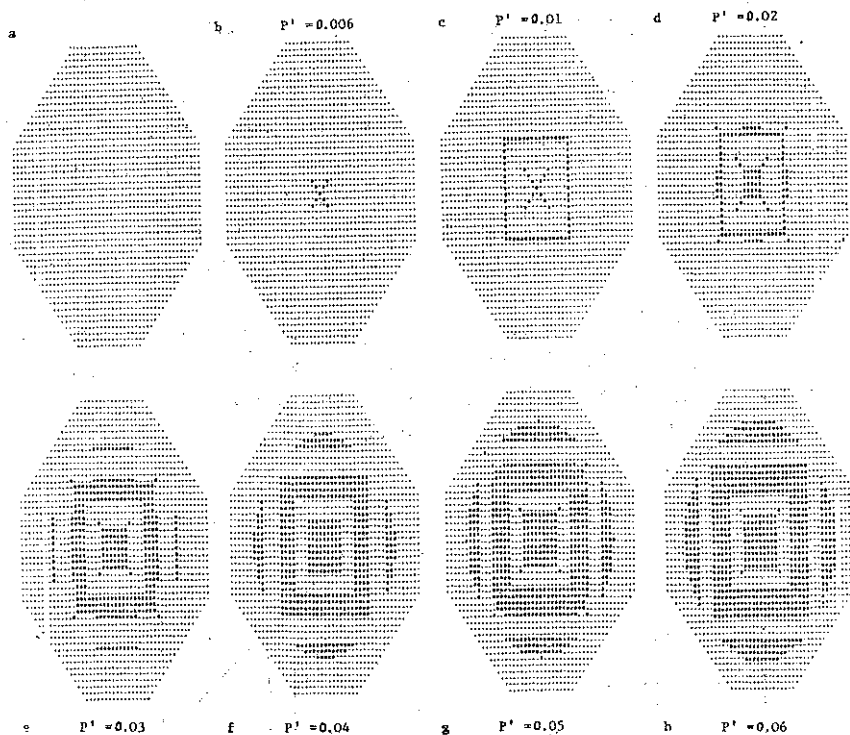 a
b P' =0.006
c P' =0.01
d P' =0.02
e P' =0.03
f P' =0.04
g P' =0.05
h P' =0.06